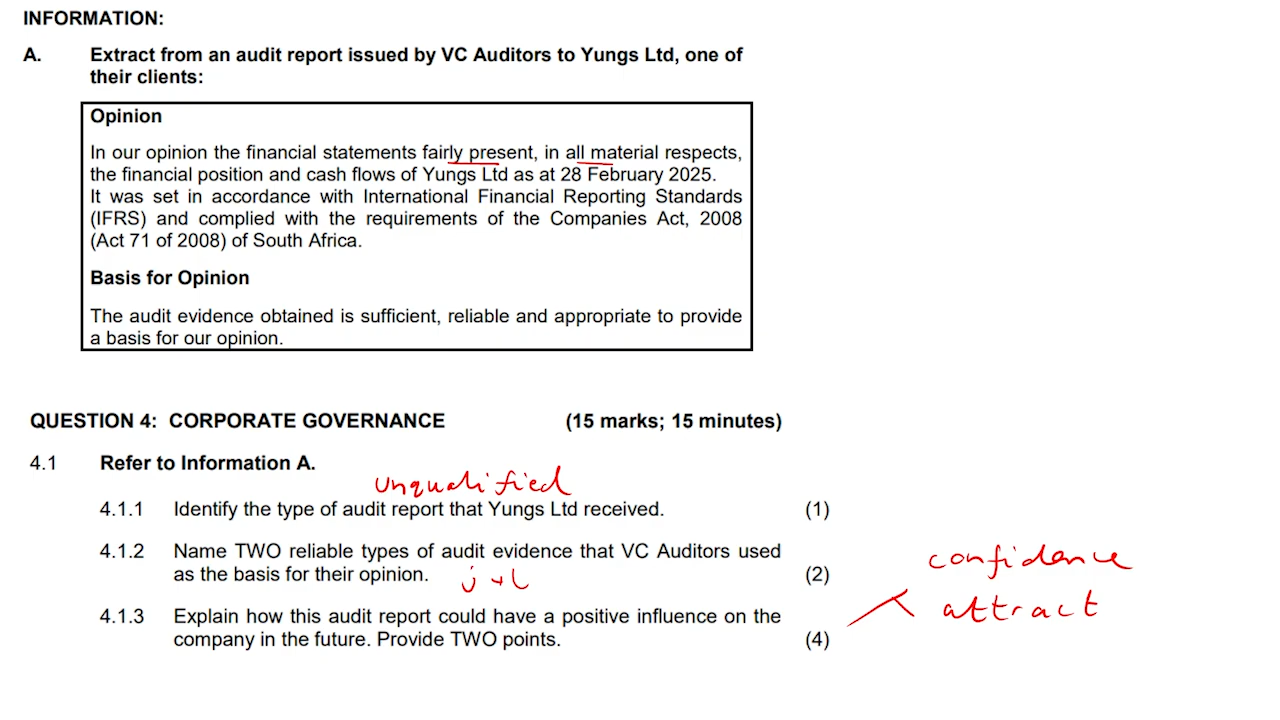 INFORMATION:
A. Extract from an audit report issued by VC Auditors to Yungs Ltd, one of
their clients:
Opinion
In our opinion the financial statements fairly present, in all material respects,
the financial position and cash flows of Yungs Ltd as at 28 February 2025.
It was set in accordance with International Financial Reporting Standards
(IFRS) and complied with the requirements of the Companies Act, 2008
(Act 71 of 2008) of South Africa.
Basis for Opinion
The audit evidence obtained is sufficient, reliable and appropriate to provide
a basis for our opinion.
QUESTION 4: CORPORATE GOVERNANCE (15 marks; 15 minutes)
4.1 Refer to Information A.
unqualified
4.1.1 Identify the type of audit report that Yungs Ltd received. (1)
4.1.2 Name TWO reliable types of audit evidence that VC Auditors used
as the basis for their opinion. (2)
confidence
4.1.3 Explain how this audit report could have a positive influence on the
attract
company in the future. Provide TWO points. (4)